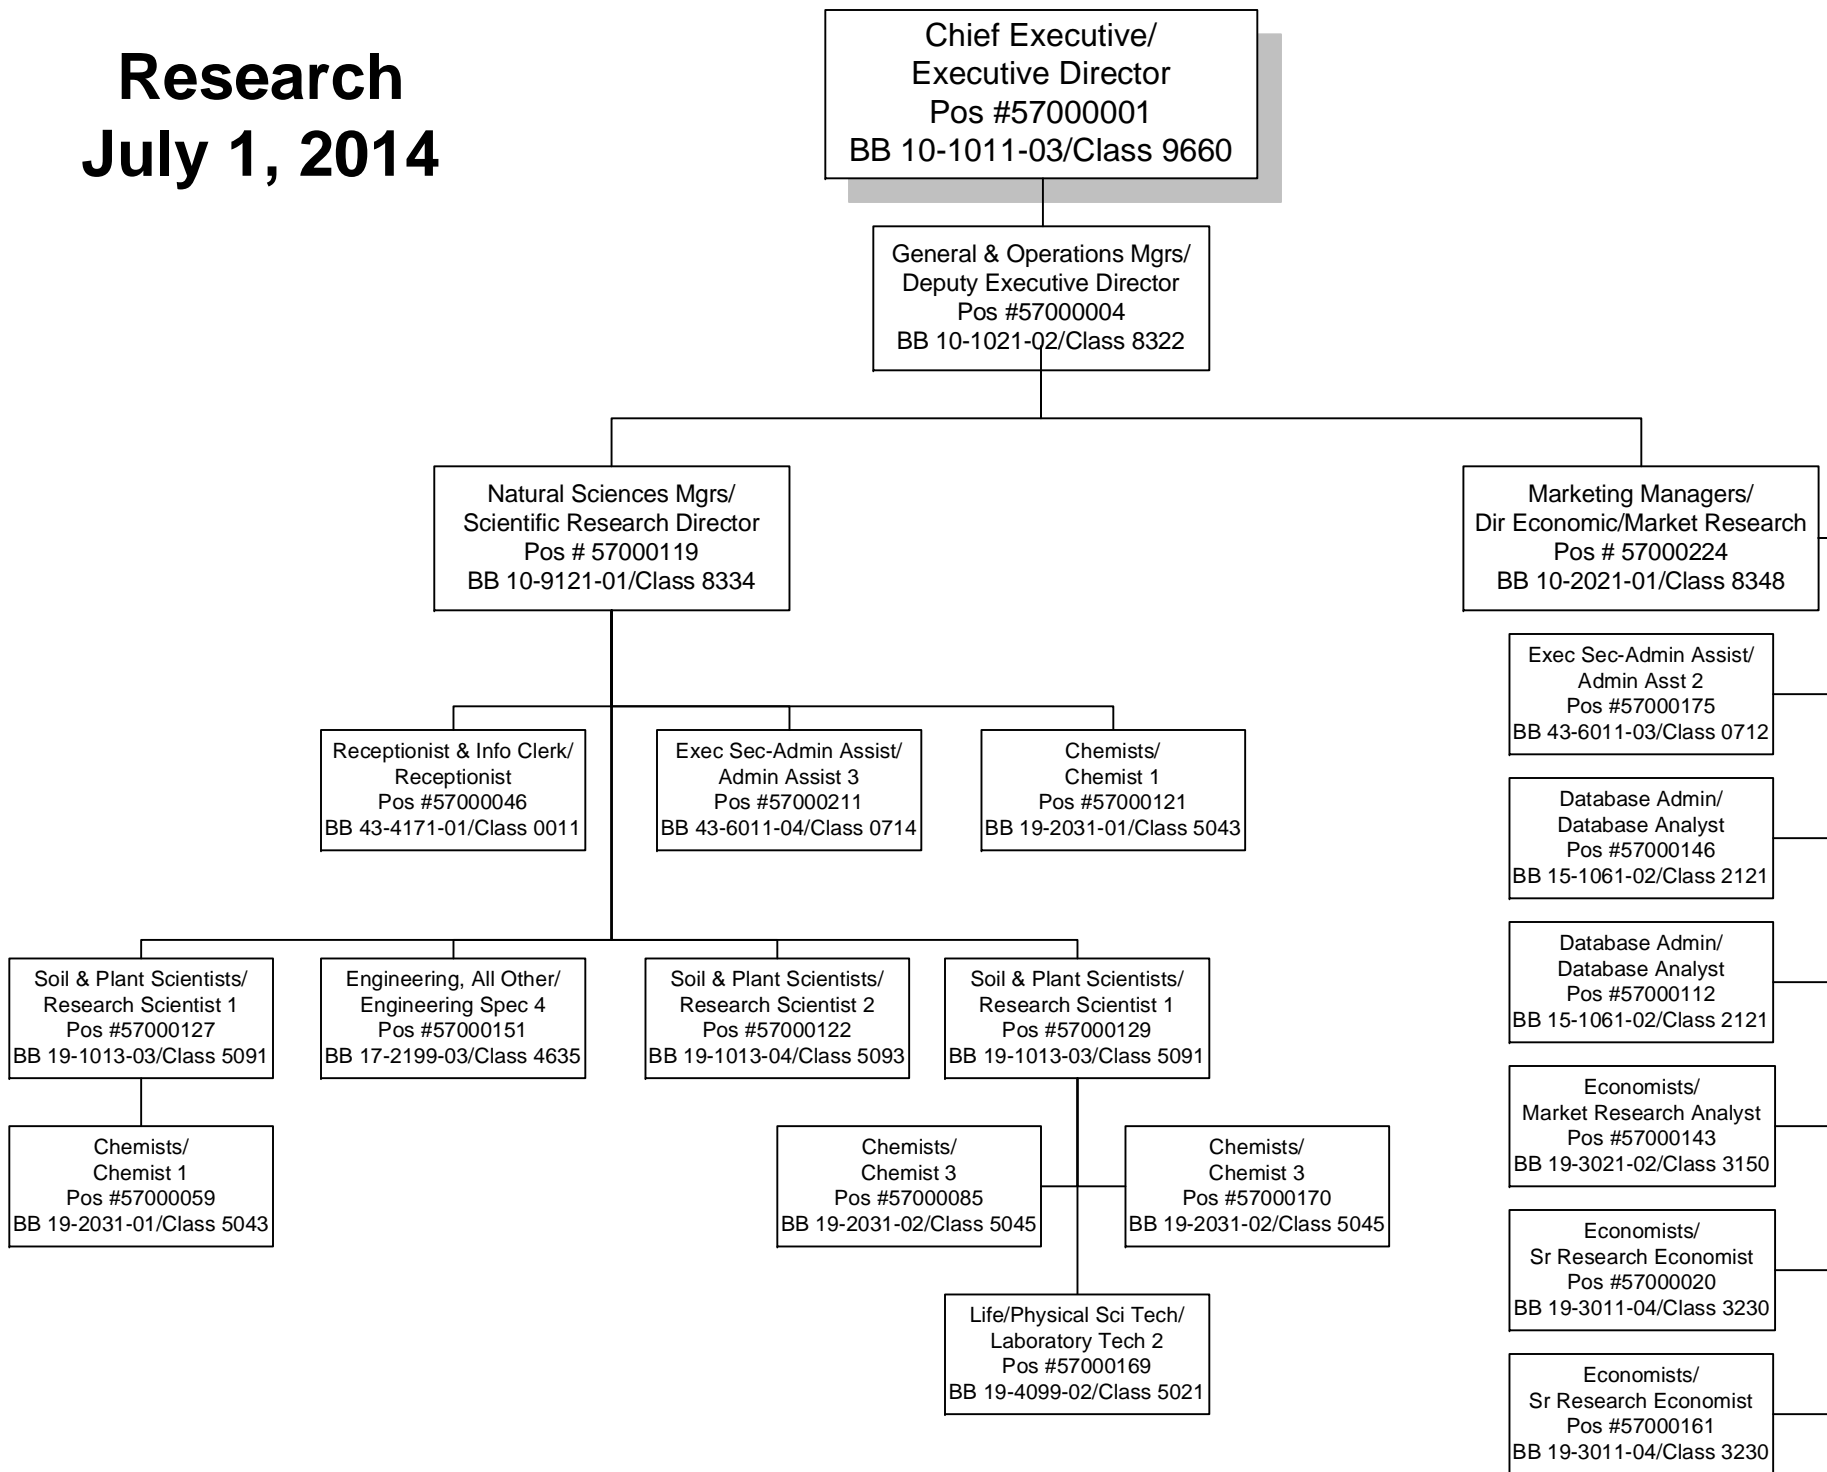 Research
July 1, 2014
Chief Executive/
Executive Director
Pos #57000001
BB 10-1011-03/Class 9660
General & Operations Mgrs/
Deputy Executive Director
Pos #57000004
BB 10-1021-02/Class 8322
Natural Sciences Mgrs/
Scientific Research Director
Pos # 57000119
BB 10-9121-01/Class 8334
Marketing Managers/
Dir Economic/Market Research
Pos # 57000224
BB 10-2021-01/Class 8348
Receptionist & Info Clerk/
Receptionist
Pos #57000046
BB 43-4171-01/Class 0011
Exec Sec-Admin Assist/
Admin Assist 3
Pos #57000211
BB 43-6011-04/Class 0714
Chemists/
Chemist 1
Pos #57000121
BB 19-2031-01/Class 5043
Soil & Plant Scientists/
Research Scientist 1
Pos #57000127
BB 19-1013-03/Class 5091
Engineering, All Other/
Engineering Spec 4
Pos #57000151
BB 17-2199-03/Class 4635
Soil & Plant Scientists/
Research Scientist 2
Pos #57000122
BB 19-1013-04/Class 5093
Soil & Plant Scientists/
Research Scientist 1
Pos #57000129
BB 19-1013-03/Class 5091
Chemists/
Chemist 1
Pos #57000059
BB 19-2031-01/Class 5043
Chemists/
Chemist 3
Pos #57000085
BB 19-2031-02/Class 5045
Chemists/
Chemist 3
Pos #57000170
BB 19-2031-02/Class 5045
Life/Physical Sci Tech/
Laboratory Tech 2
Pos #57000169
BB 19-4099-02/Class 5021
Exec Sec-Admin Assist/
Admin Asst 2
Pos #57000175
BB 43-6011-03/Class 0712
Database Admin/
Database Analyst
Pos #57000146
BB 15-1061-02/Class 2121
Database Admin/
Database Analyst
Pos #57000112
BB 15-1061-02/Class 2121
Economists/
Market Research Analyst
Pos #57000143
BB 19-3021-02/Class 3150
Economists/
Sr Research Economist
Pos #57000020
BB 19-3011-04/Class 3230
Economists/
Sr Research Economist
Pos #57000161
BB 19-3011-04/Class 3230